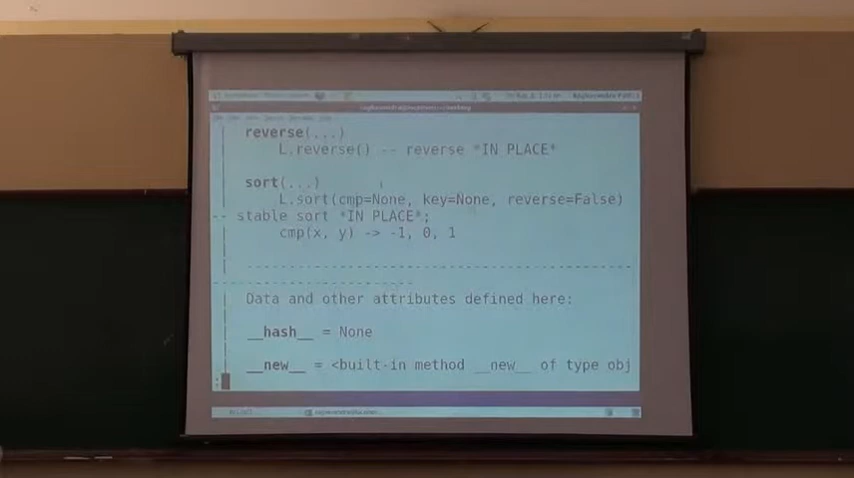 reverse(...)
L.reverse() -- reverse *IN PLACE*
sort(...)
L.sort(cmp=None, key=None, reverse=False)
-- stable sort *IN PLACE*;
cmp(x, y) -> -1, 0, 1
Data and other attributes defined here:
__hash__ = None
__new__ = <built-in method __new__ of type obj
: